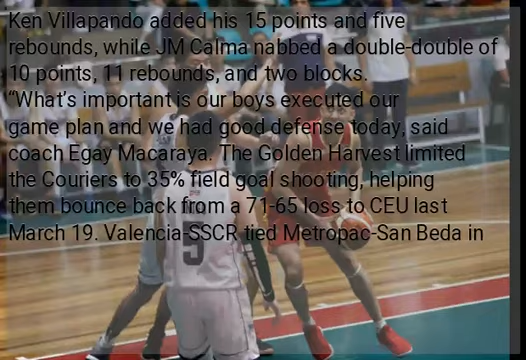 Ken Villapando added his 15 points and five
rebounds, while JM Calma nabbed a double-double of
10 points, 11 rebounds, and two blocks.
“What’s important is our boys executed our
game plan and we had good defense today, said
coach Egay Macaraya. The Golden Harvest limited
the Couriers to 35% field goal shooting, helping
them bounce back from a 71-65 loss to CEU last
March 19. Valencia-SSCR tied Metropac-San Beda in
5